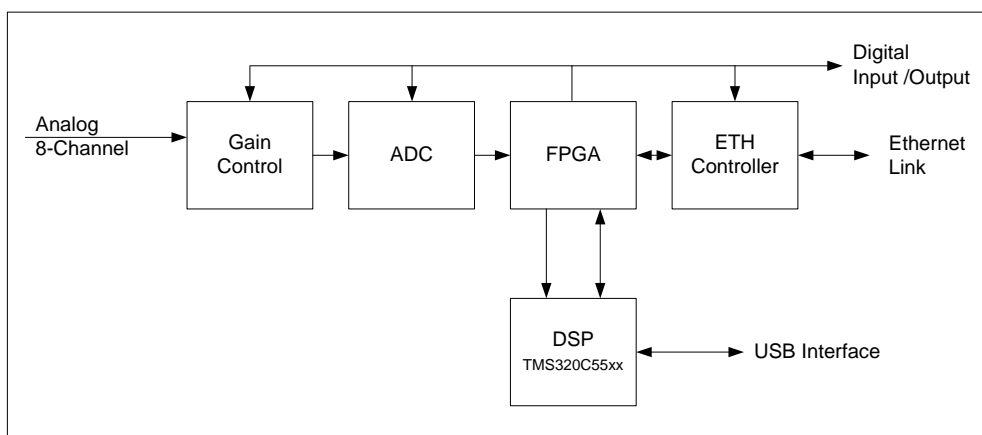 Digital
Input /Output
Analog
8-Channel
Gain
Control
ADC
FPGA
ETH
Controller
Ethernet
Link
DSP
TMS320C55xx
USB Interface